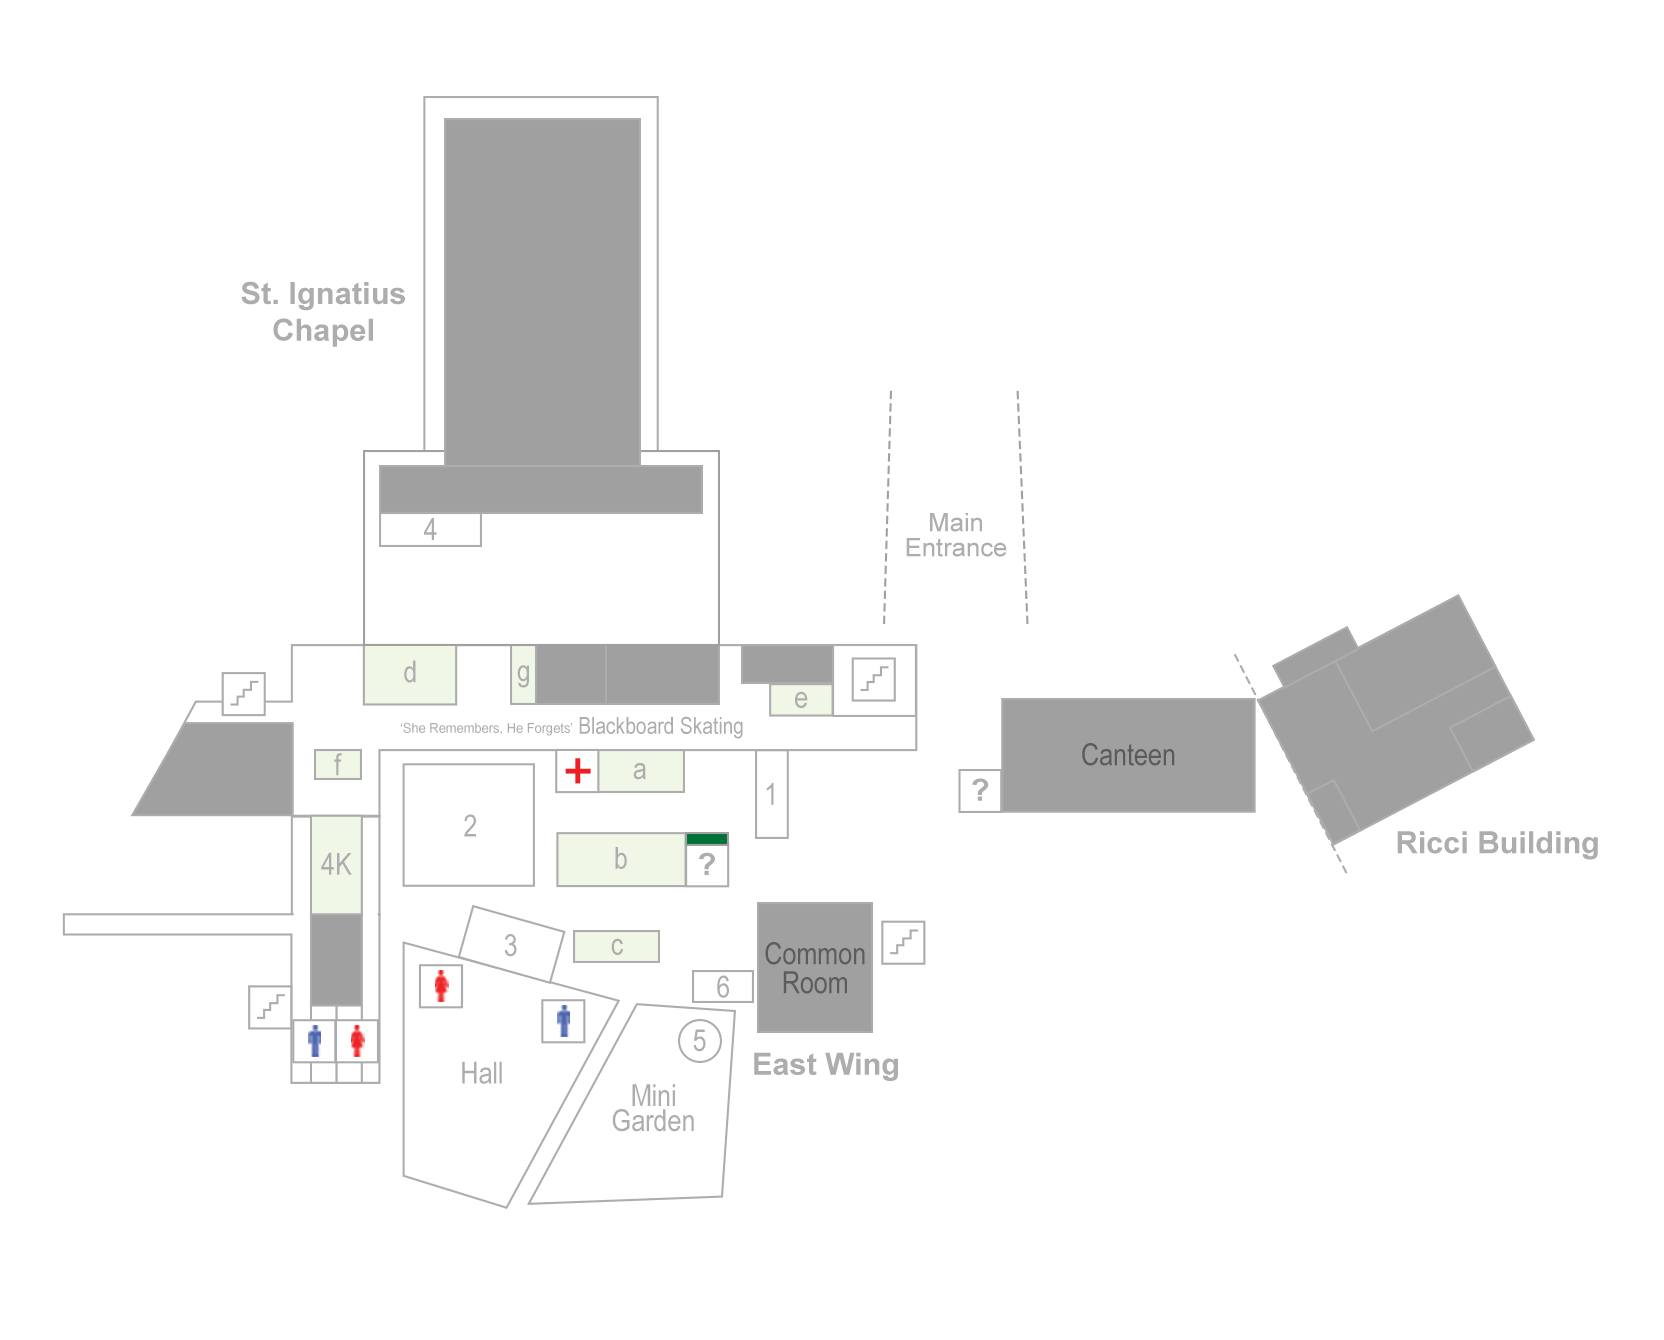 St. Ignatius
Chapel
4
Main
Entrance
d
g
e
‘She Remembers, He Forgets’ Blackboard Skating
f
a
1
2
Canteen
?
4K
b
?
Ricci Building
3
c
Common
Room
6
5
East Wing
Hall
Mini
Garden